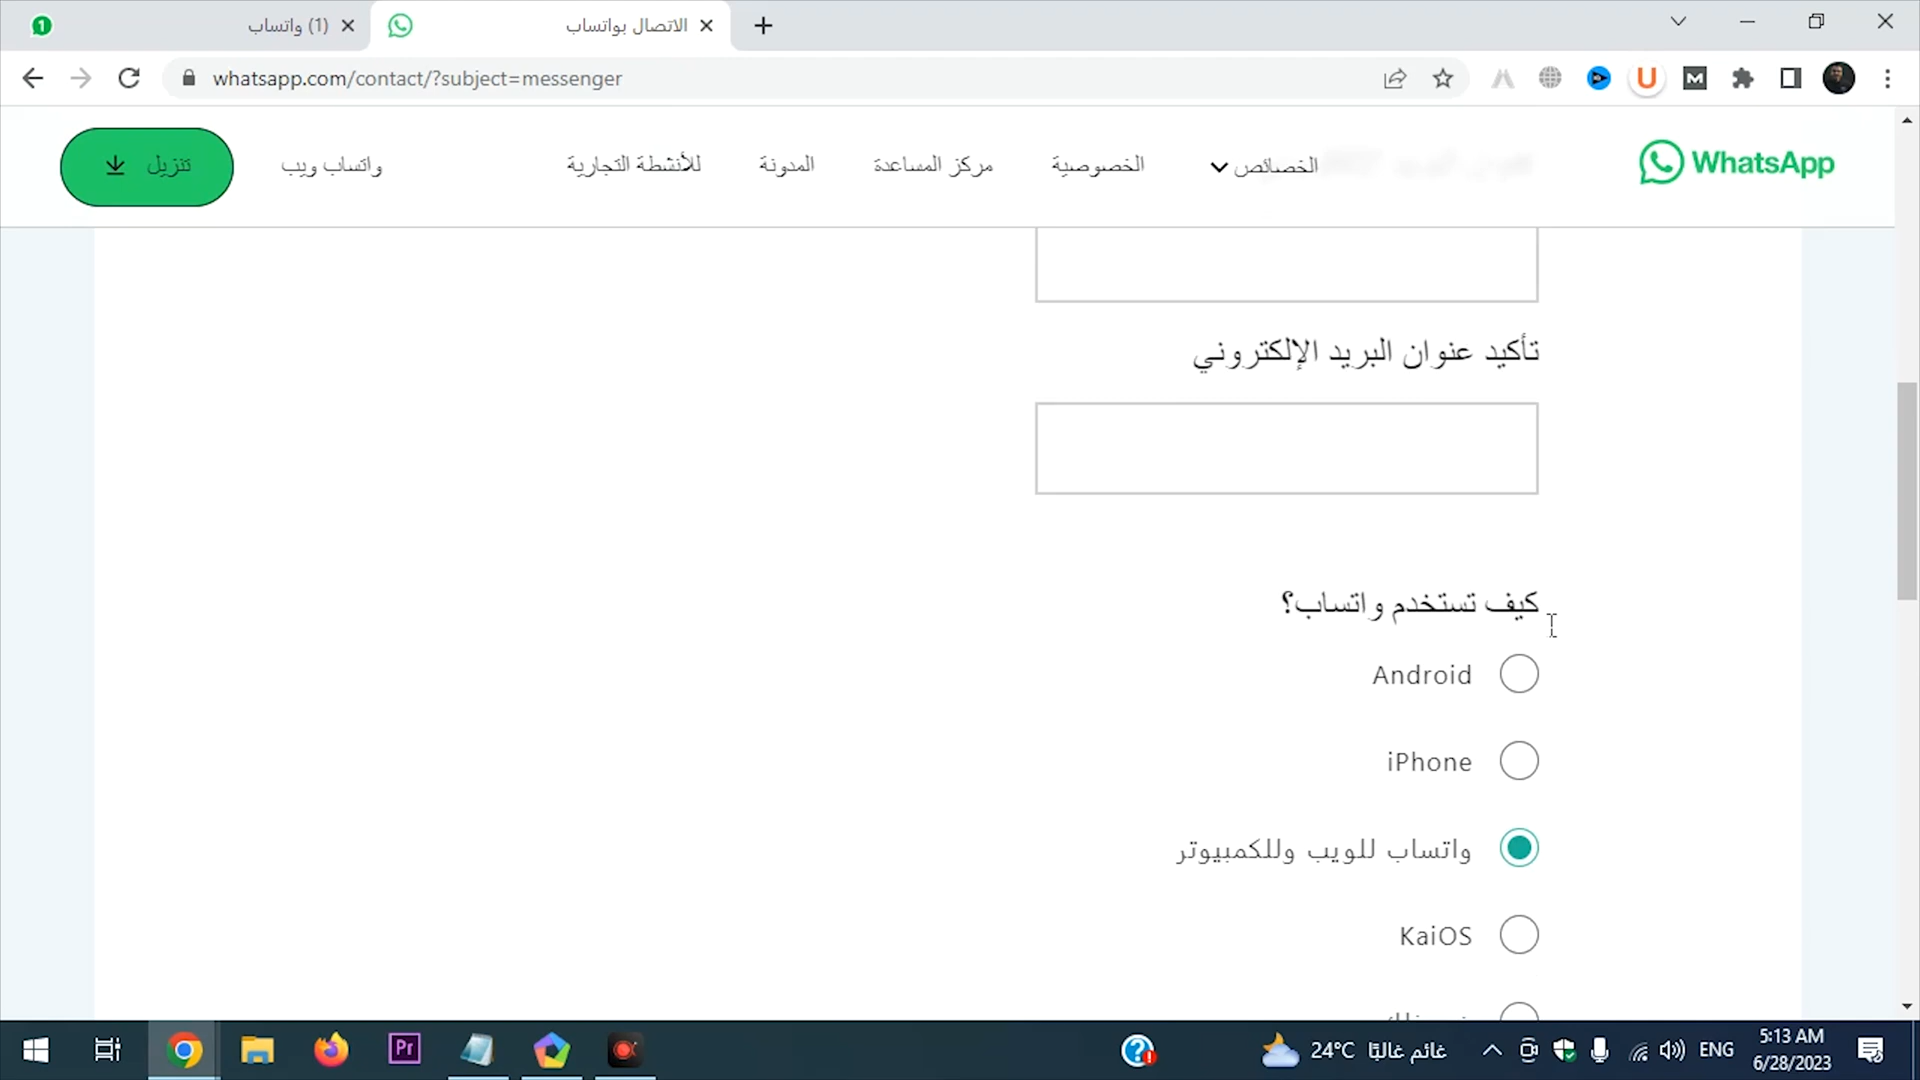 (1) واتساب
الاتصال بواتساب
whatsapp.com/contact/?subject=messenger
WhatsApp
الخصائص
الخصوصية
مركز المساعدة
المدونة
للأنشطة التجارية
واتساب ويب
تنزيل
تأكيد عنوان البريد الإلكتروني
كيف تستخدم واتساب؟
Android
iPhone
واتساب للويب وللكمبيوتر
KaiOS
24°C غائم غالبًا
ENG
5:13 AM
6/28/2023
Pr
U
M
1